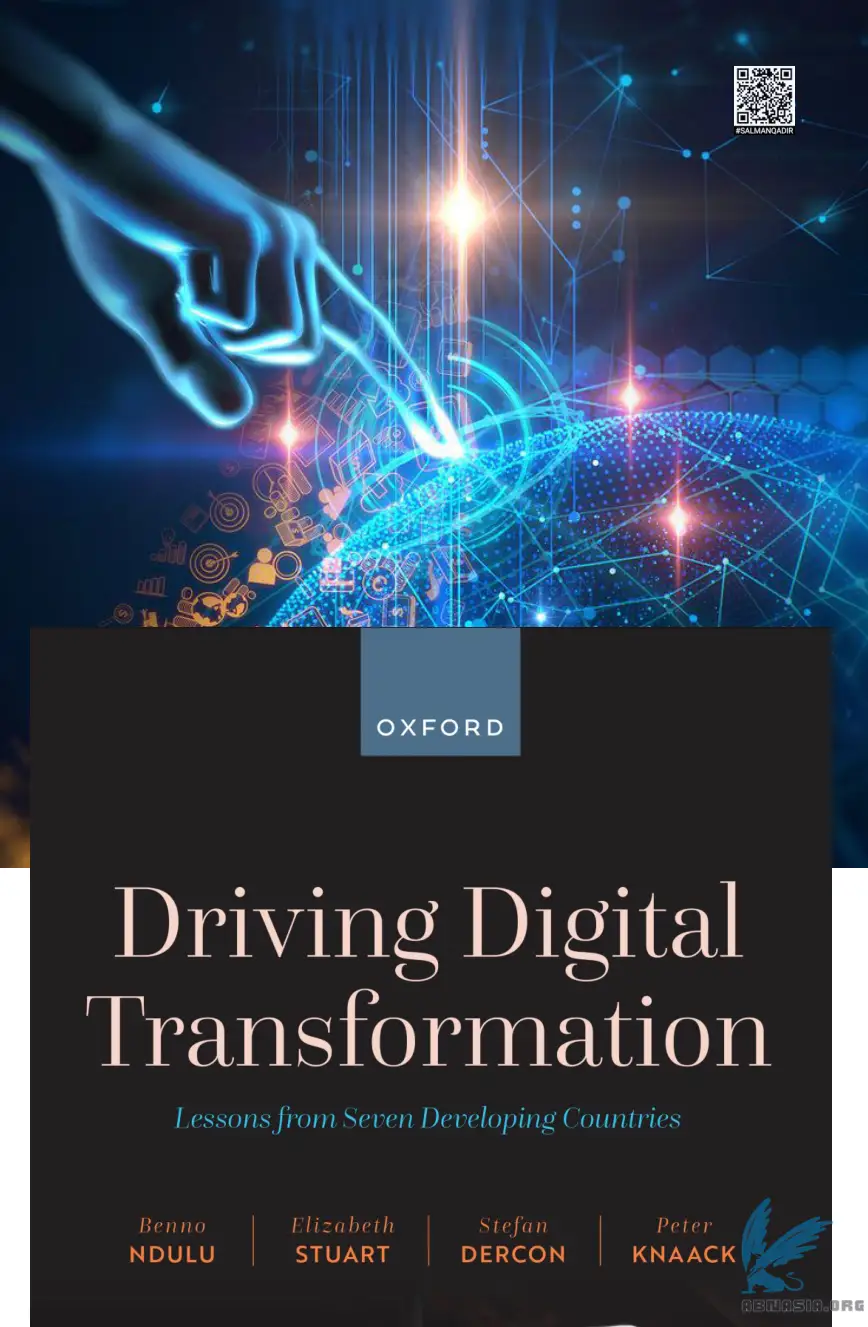 #SALMANQADIR
OXFORD
Driving Digital
Transformation
Lessons from Seven Developing Countries
Benno Elizabeth Stefan Peter
NDULU STUART DERCON KNAACK
ABNASIA.ORG